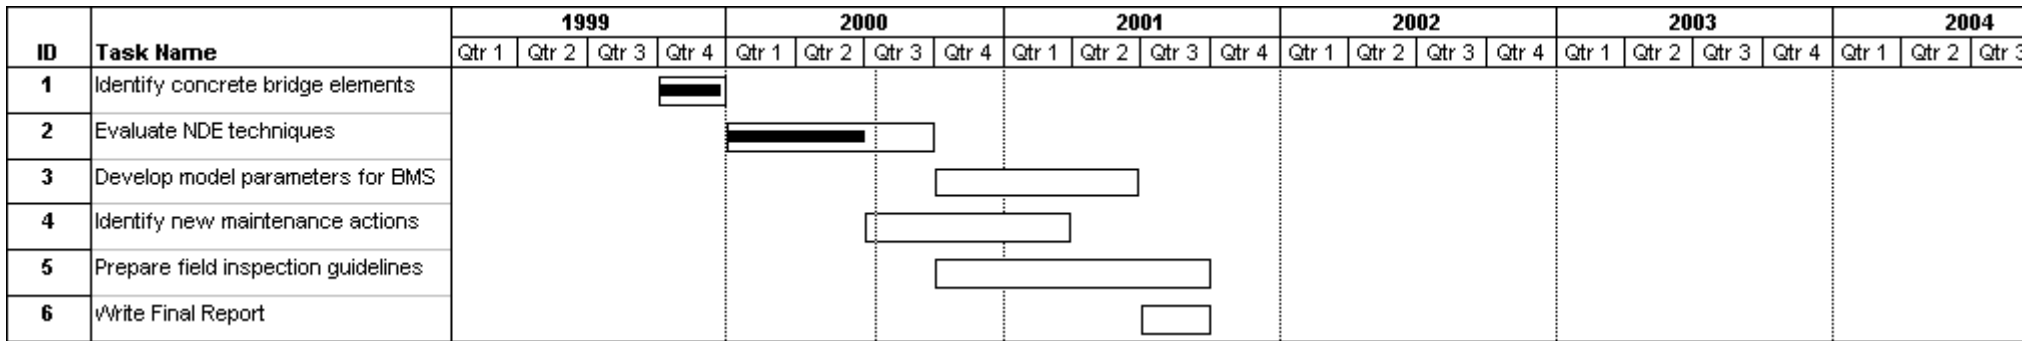 1999 2000 2001 2002 2003 2004
ID Task Name Qtr 1 Qtr 2 Qtr 3 Qtr 4 Qtr 1 Qtr 2 Qtr 3 Qtr 4 Qtr 1 Qtr 2 Qtr 3 Qtr 4 Qtr 1 Qtr 2 Qtr 3 Qtr 4 Qtr 1 Qtr 2 Qtr 3 Qtr 4 Qtr 1 Qtr 2 Qtr 3
1 Identify concrete bridge elements
2 Evaluate NDE techniques
3 Develop model parameters for BMS
4 Identify new maintenance actions
5 Prepare field inspection guidelines
6 Write Final Report